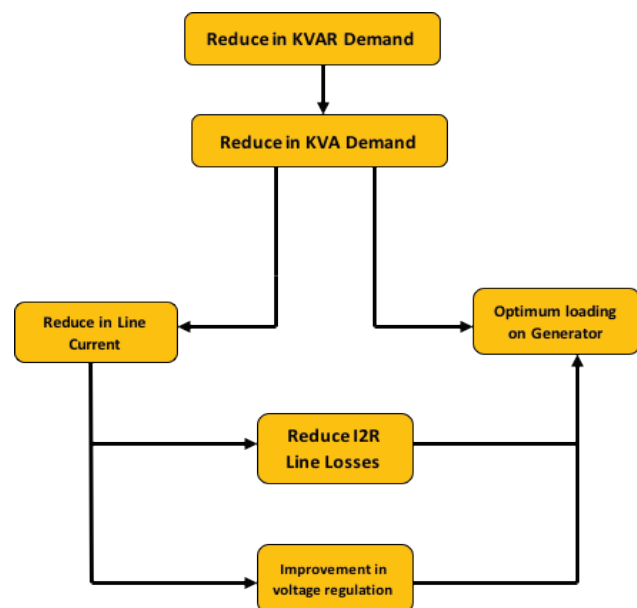 Reduce in KVAR Demand
Reduce in KVA Demand
Reduce in Line
Current
Optimum loading
on Generator
Reduce I2R
Line Losses
Improvement in
voltage regulation